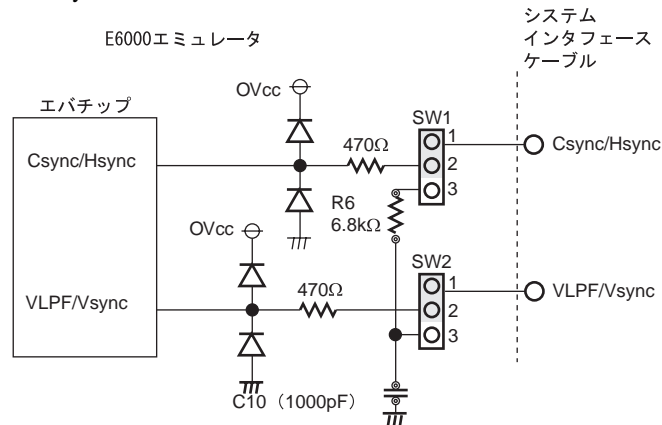 システム
インタフェース
ケーブル
E6000エミュレータ
エバチップ
OVcc
SW1
470Ω
1
Csync/Hsync
Csync/Hsync
2
3
R6
6.8kΩ
OVcc
SW2
470Ω
1
VLPF/Vsync
VLPF/Vsync
2
3
C10（1000pF）